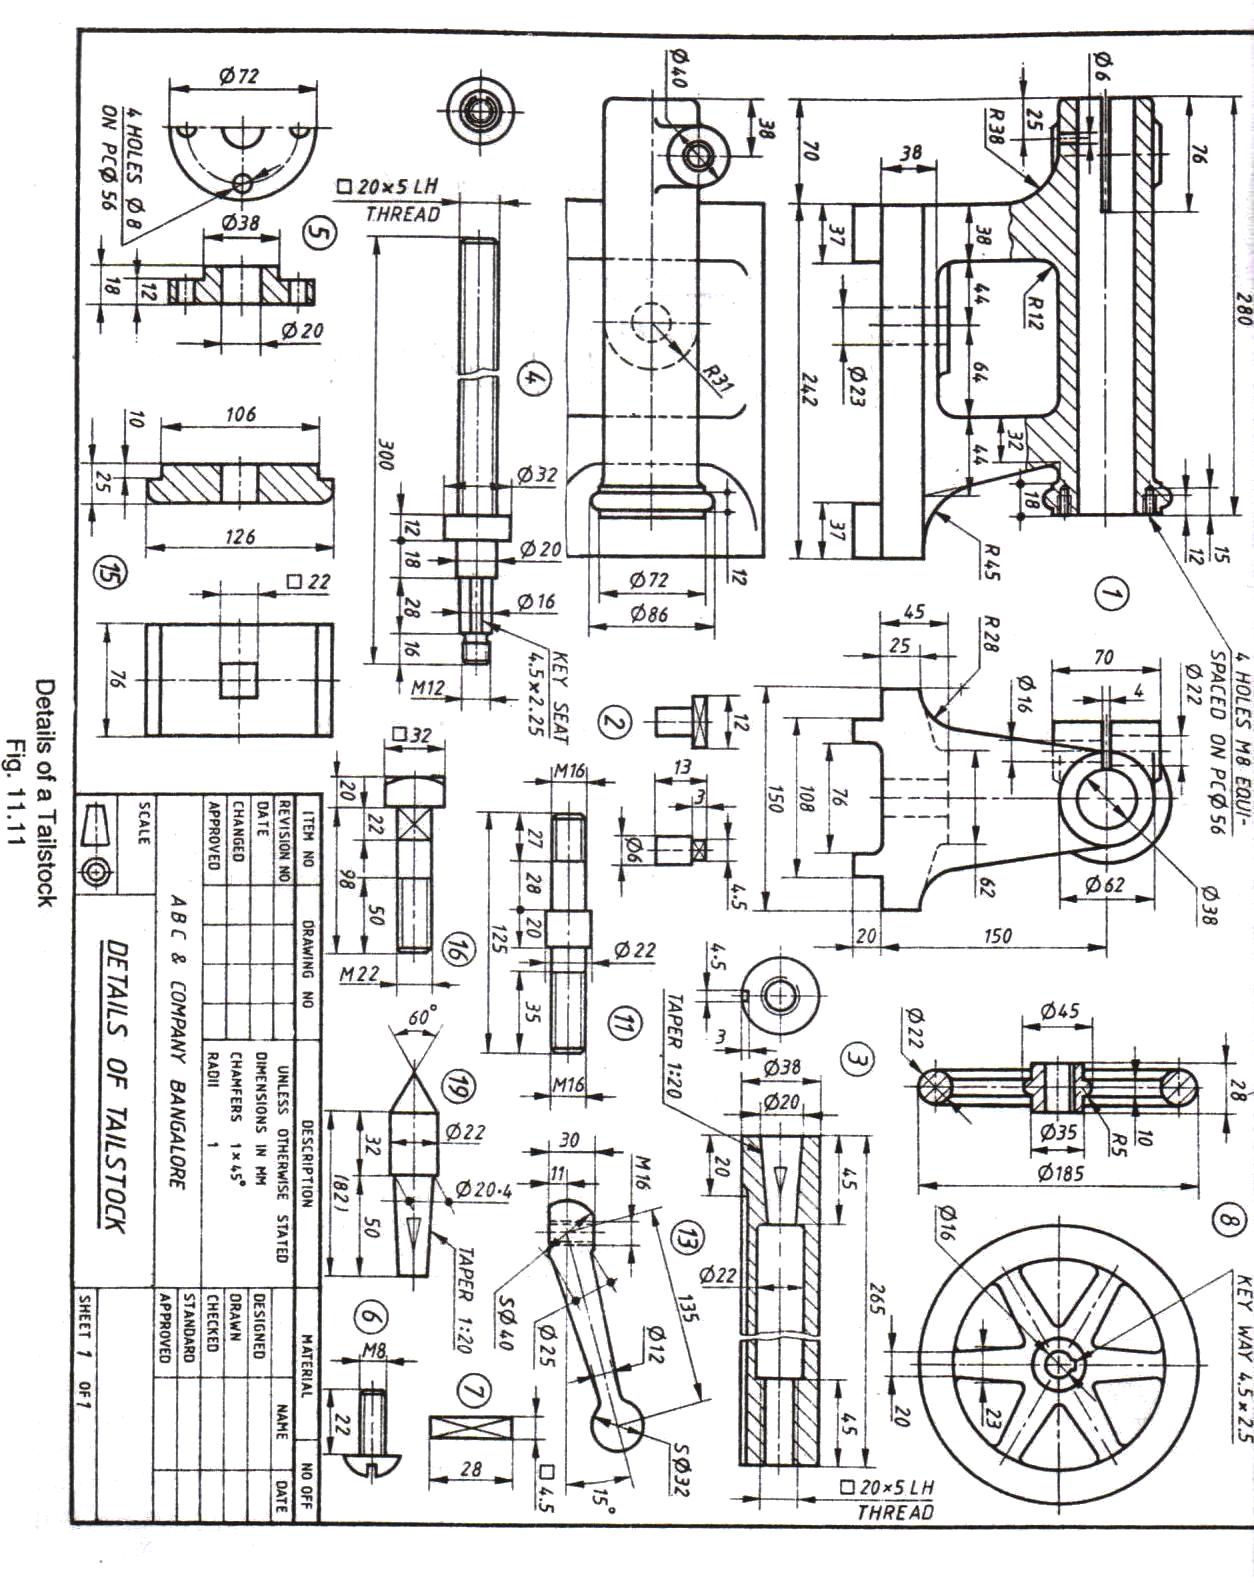 280
76
Ø6
25
R38
38
38
44
64
44
R12
32
18
15
12
70
37
Ø23
242
37
R45
1
4 HOLES M8 EQUI-
SPACED ON PCØ56
Ø40
38
R31
12
Ø72
Ø86
45
25
R28
70
4
Ø22
Ø16
Ø38
Ø62
62
150
108
76
20
150
2
12
13
3
Ø6
4.5
3
4.5
3
TAPER 1:20
Ø38
Ø20
20
45
Ø22
265
45
□20×5 LH
THREAD
4
□20×5 LH
THREAD
300
Ø32
12
18
28
16
Ø20
Ø16
M12
KEY SEAT
4.5×2.25
5
Ø72
4 HOLES Ø8
ON PCØ56
Ø38
12
18
Ø20
6
M8
22
7
28
□4.5
8
Ø22
Ø45
28
10
R5
Ø35
Ø185
Ø16
KEY WAY 4.5×2.5
23
20
11
M16
27
28
20
35
125
Ø22
M16
13
30
11
M16
135
SØ40
Ø25
Ø12
SØ32
15°
15
106
10
25
126
□22
76
16
□32
20
22
98
50
M22
19
60°
Ø22
32
50
(82)
Ø20·4
TAPER 1:20
ITEM NO DRAWING NO DESCRIPTION MATERIAL NO OFF
REVISION NO
DATE
CHANGED
APPROVED
UNLESS OTHERWISE STATED
DIMENSIONS IN MM
CHAMFERS 1×45°
RADII 1
NAME DATE
DESIGNED
DRAWN
CHECKED
STANDARD
APPROVED
ABC & COMPANY BANGALORE
SCALE
DETAILS OF TAILSTOCK
SHEET 1 OF1
Details of a Tailstock
Fig. 11.11